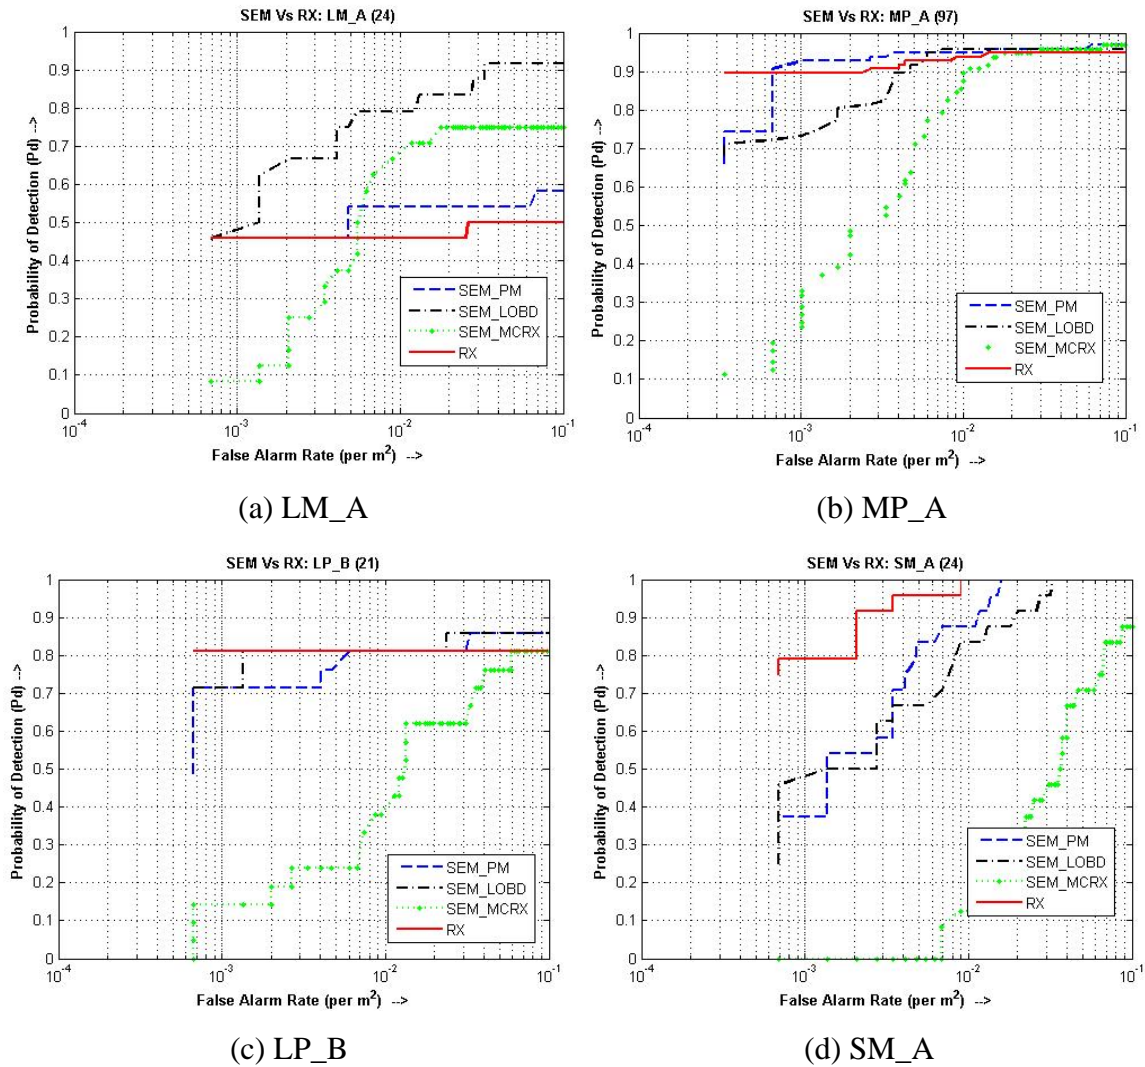 SEM Vs RX: LM_A (24)
1
0.9
0.8
0.7
0.6
0.5
0.4
0.3
0.2
0.1
0
Probability of Detection (Pd) -->
SEM_PM
SEM_LOBD
SEM_MCRX
RX
10^-4 10^-3 10^-2 10^-1
False Alarm Rate (per m^2) -->
(a) LM_A
SEM Vs RX: MP_A (97)
1
0.9
0.8
0.7
0.6
0.5
0.4
0.3
0.2
0.1
0
Probability of Detection (Pd) -->
SEM_PM
SEM_LOBD
SEM_MCRX
RX
10^-4 10^-3 10^-2 10^-1
False Alarm Rate (per m^2) -->
(b) MP_A
SEM Vs RX: LP_B (21)
1
0.9
0.8
0.7
0.6
0.5
0.4
0.3
0.2
0.1
0
Probability of Detection (Pd) -->
SEM_PM
SEM_LOBD
SEM_MCRX
RX
10^-4 10^-3 10^-2 10^-1
False Alarm Rate (per m^2) -->
(c) LP_B
SEM Vs RX: SM_A (24)
1
0.9
0.8
0.7
0.6
0.5
0.4
0.3
0.2
0.1
0
Probability of Detection (Pd) -->
SEM_PM
SEM_LOBD
SEM_MCRX
RX
10^-4 10^-3 10^-2 10^-1
False Alarm Rate (per m^2) -->
(d) SM_A